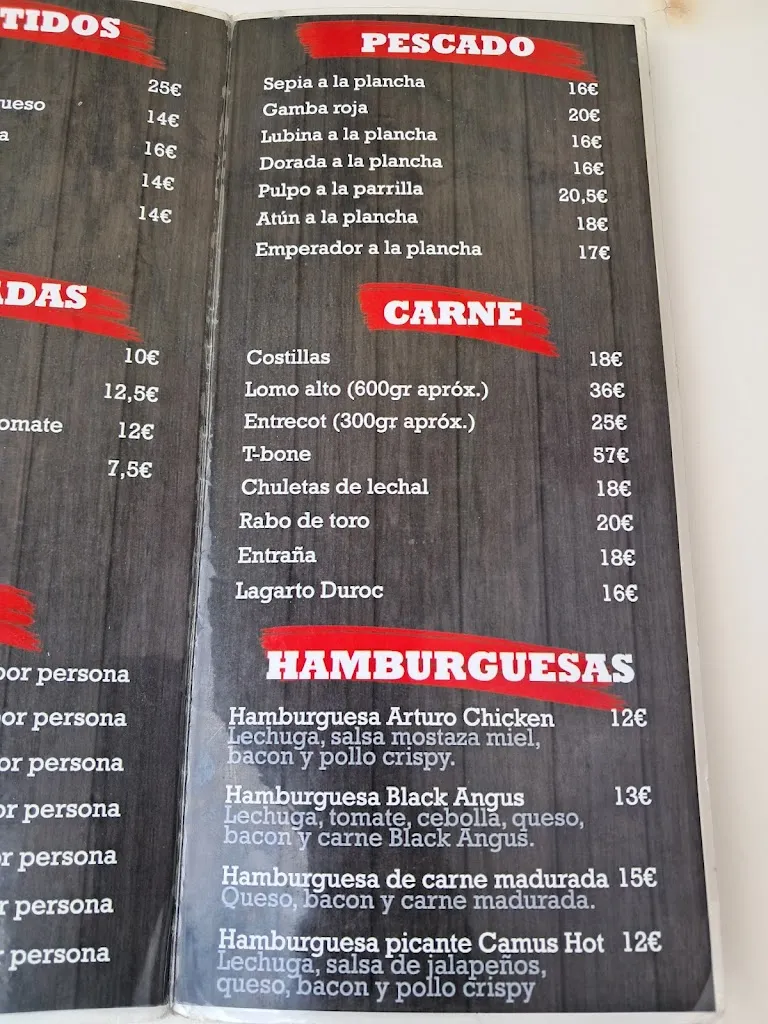 TIDOS
25€
ueso 14€
a 16€
14€
14€
ADAS
10€
12,5€
omate 12€
7,5€
por persona
por persona
or persona
or persona
r persona
r persona
r persona
PESCADO
Sepia a la plancha 16€
Gamba roja 20€
Lubina a la plancha 16€
Dorada a la plancha 16€
Pulpo a la parrilla 20,5€
Atún a la plancha 18€
Emperador a la plancha 17€
CARNE
Costillas 18€
Lomo alto (600gr apróx.) 36€
Entrecot (300gr apróx.) 25€
T-bone 57€
Chuletas de lechal 18€
Rabo de toro 20€
Entraña 18€
Lagarto Duroc 16€
HAMBURGUESAS
Hamburguesa Arturo Chicken 12€
Lechuga, salsa mostaza miel,
bacon y pollo crispy.
Hamburguesa Black Angus 13€
Lechuga, tomate, cebolla, queso,
bacon y carne Black Angus.
Hamburguesa de carne madurada 15€
Queso, bacon y carne madurada.
Hamburguesa picante Camus Hot 12€
Lechuga, salsa de jalapeños,
queso, bacon y pollo crispy